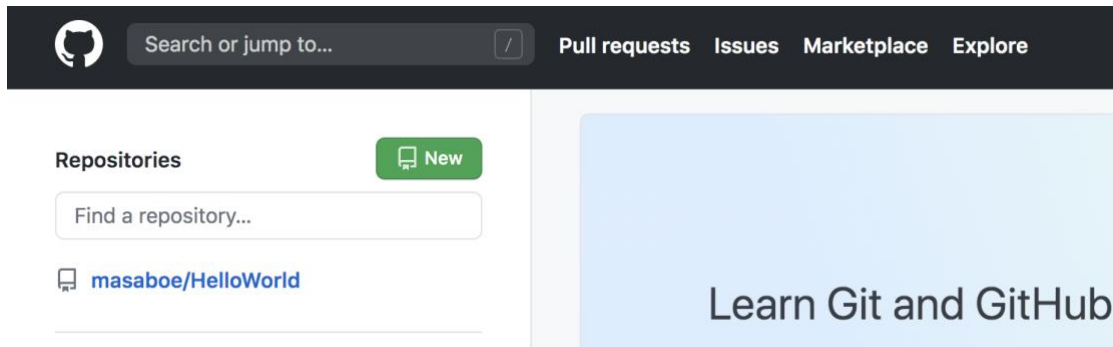 Search or jump to... / Pull requests Issues Marketplace Explore
Repositories New
Find a repository...
masaboe/HelloWorld
Learn Git and GitHub